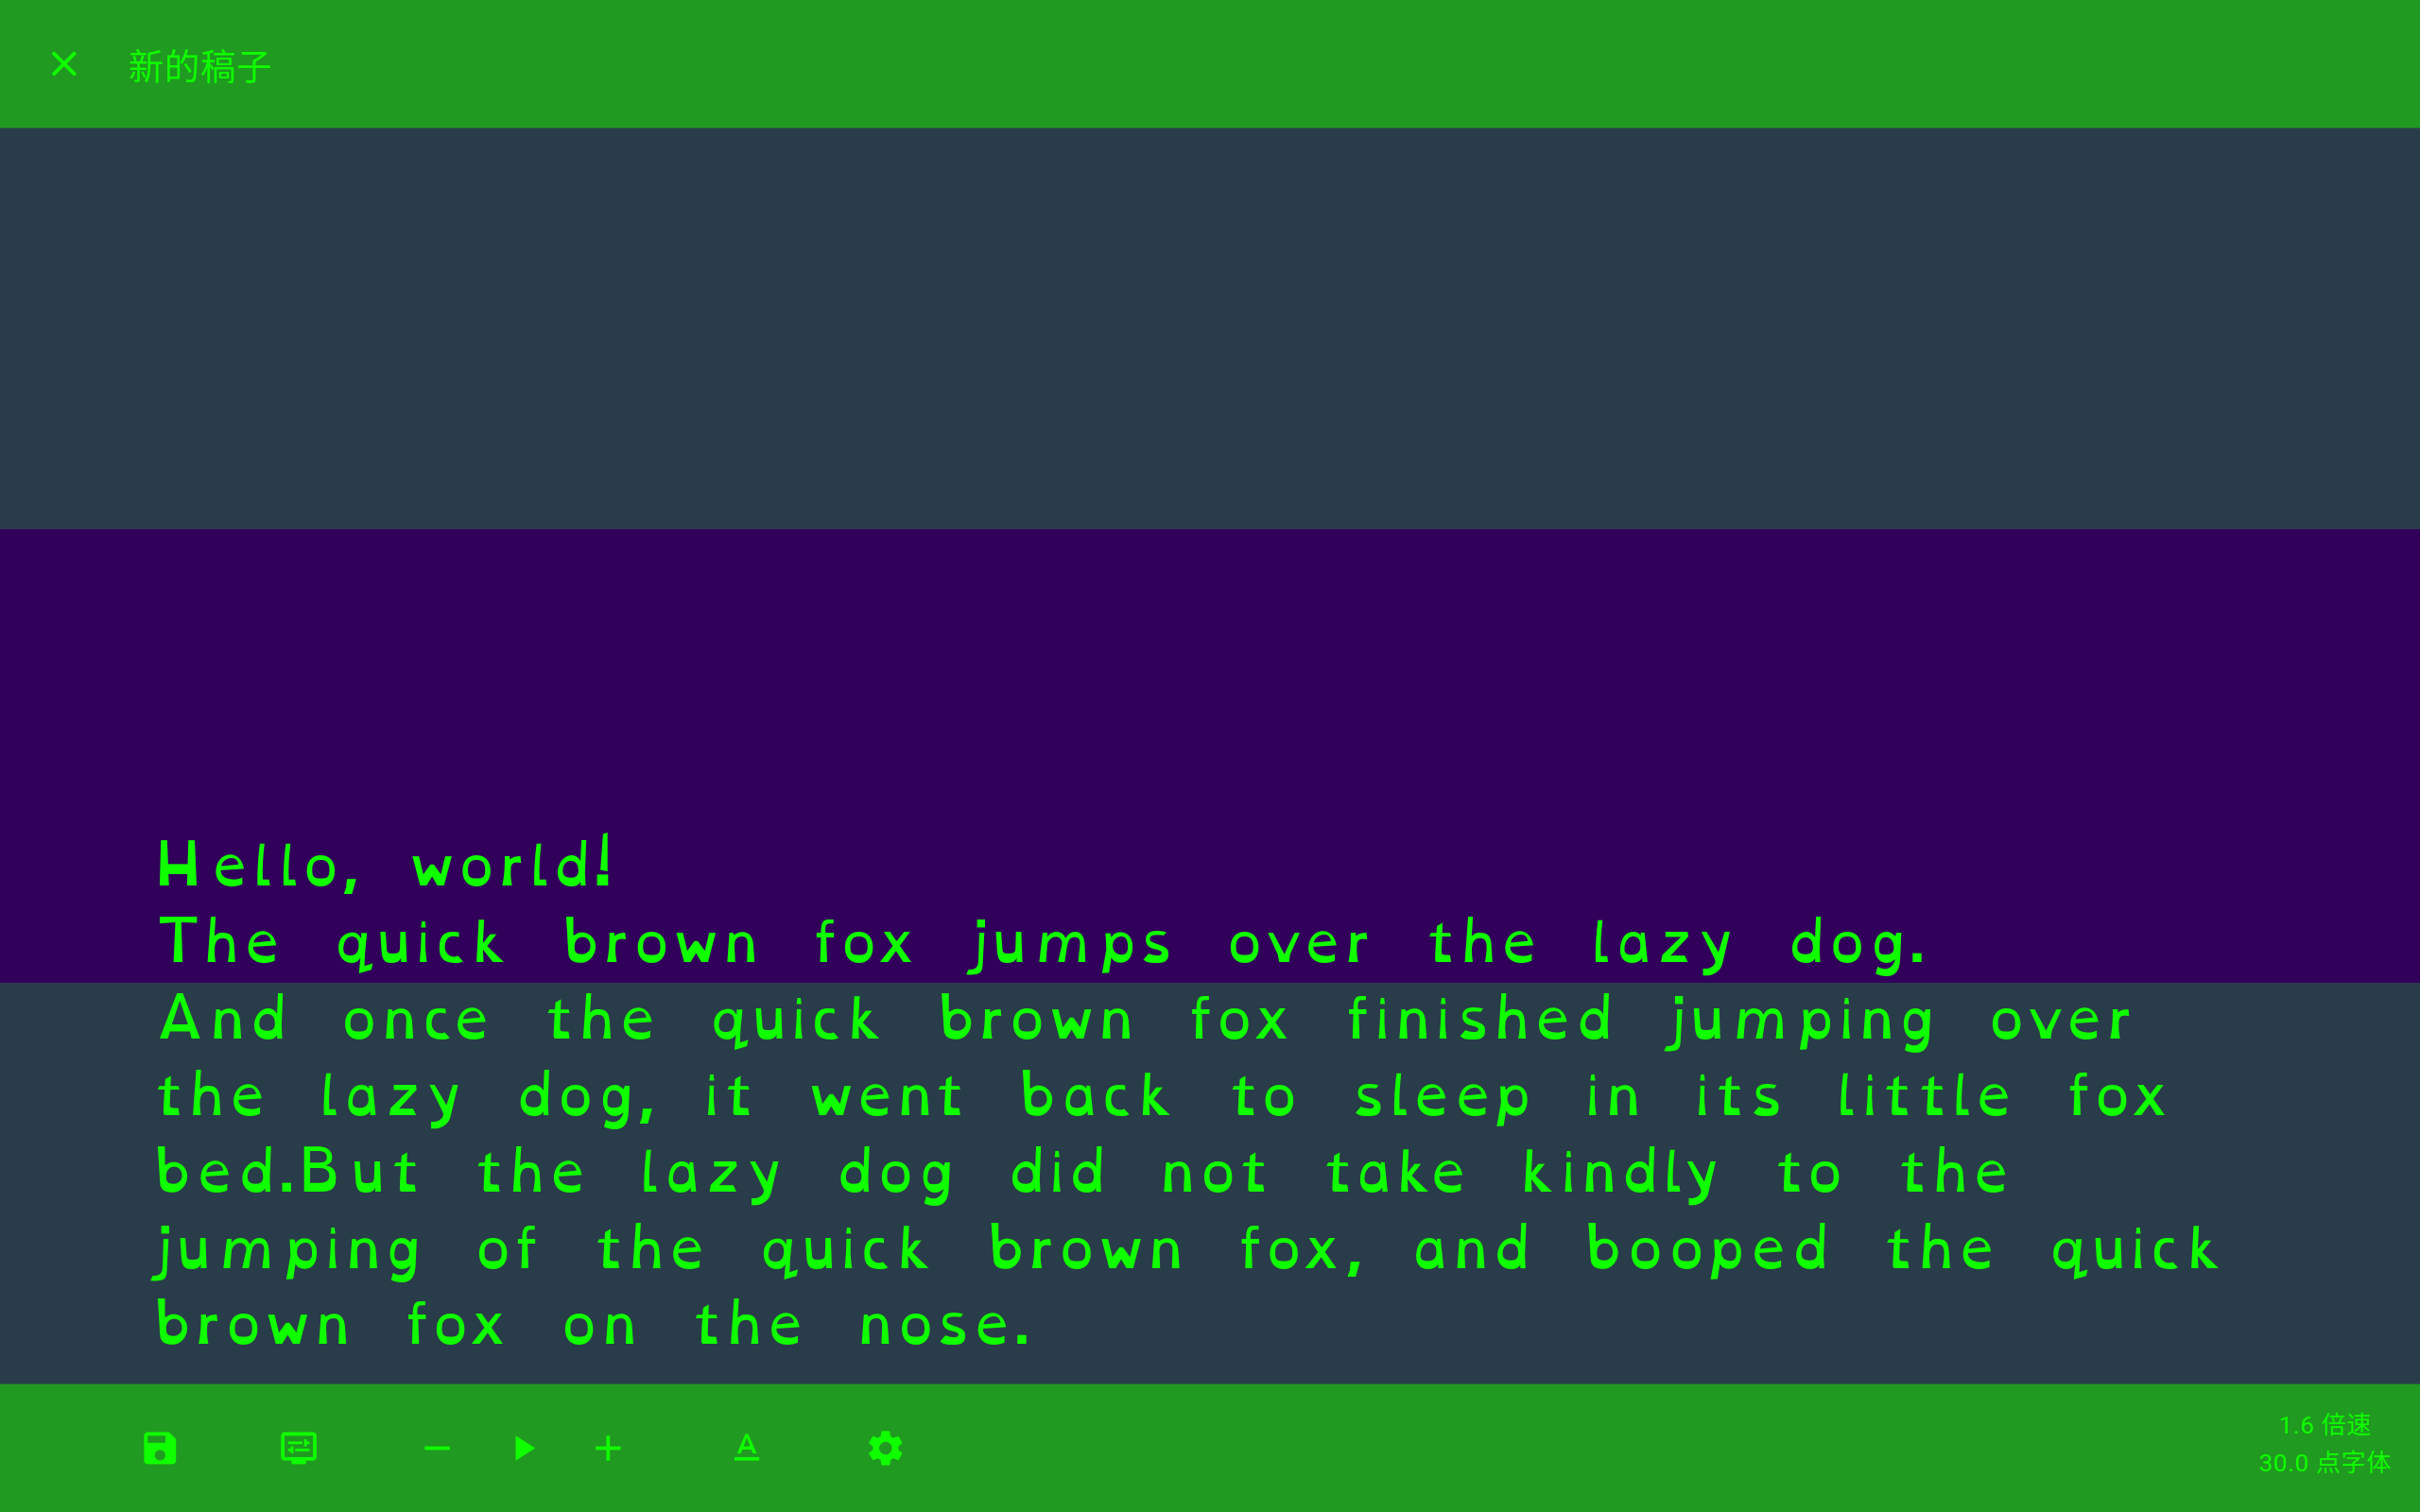 新的稿子
Hello, world!
The quick brown fox jumps over the lazy dog.
And once the quick brown fox finished jumping over
the lazy dog, it went back to sleep in its little fox
bed.But the lazy dog did not take kindly to the
jumping of the quick brown fox, and booped the quick
brown fox on the nose.
1.6 倍速
30.0 点字体